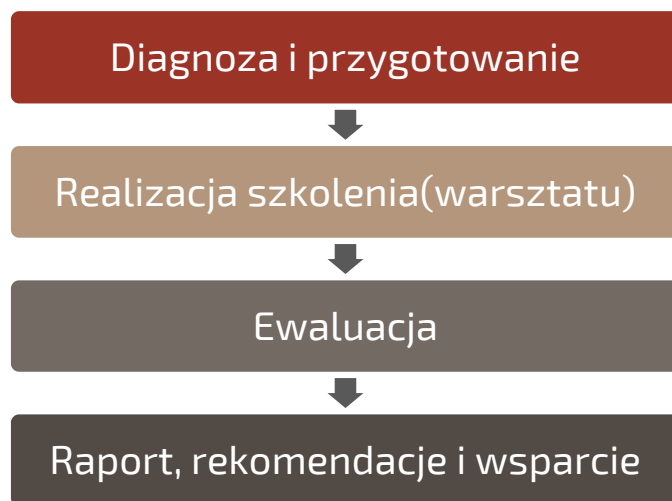 Diagnoza i przygotowanie
Realizacja szkolenia(warsztatu)
Ewaluacja
Raport, rekomendacje i wsparcie